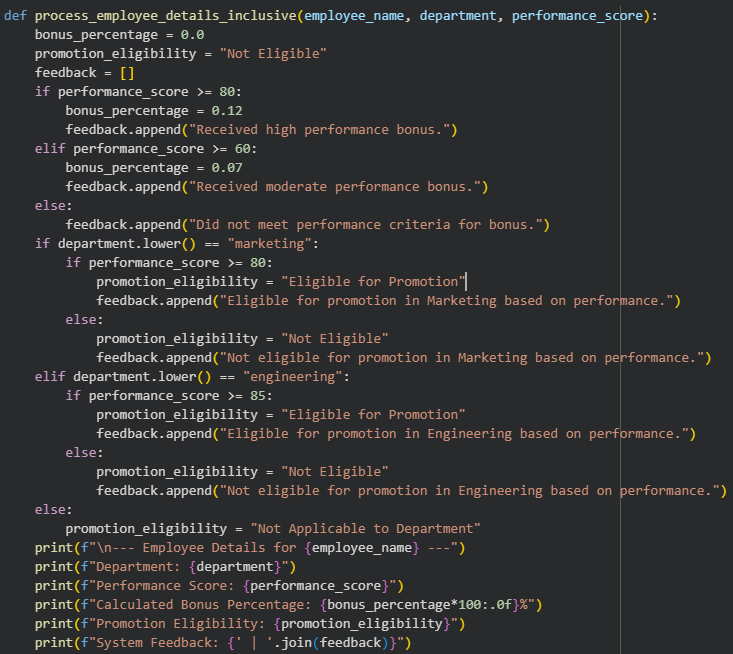 def process_employee_details_inclusive(employee_name, department, performance_score):
    bonus_percentage = 0.0
    promotion_eligibility = "Not Eligible"
    feedback = []
    if performance_score >= 80:
        bonus_percentage = 0.12
        feedback.append("Received high performance bonus.")
    elif performance_score >= 60:
        bonus_percentage = 0.07
        feedback.append("Received moderate performance bonus.")
    else:
        feedback.append("Did not meet performance criteria for bonus.")
    if department.lower() == "marketing":
        if performance_score >= 80:
            promotion_eligibility = "Eligible for Promotion"
            feedback.append("Eligible for promotion in Marketing based on performance.")
        else:
            promotion_eligibility = "Not Eligible"
            feedback.append("Not eligible for promotion in Marketing based on performance.")
    elif department.lower() == "engineering":
        if performance_score >= 85:
            promotion_eligibility = "Eligible for Promotion"
            feedback.append("Eligible for promotion in Engineering based on performance.")
        else:
            promotion_eligibility = "Not Eligible"
            feedback.append("Not eligible for promotion in Engineering based on performance.")
    else:
        promotion_eligibility = "Not Applicable to Department"
    print(f"\n--- Employee Details for {employee_name} ---")
    print(f"Department: {department}")
    print(f"Performance Score: {performance_score}")
    print(f"Calculated Bonus Percentage: {bonus_percentage*100:.0f}%")
    print(f"Promotion Eligibility: {promotion_eligibility}")
    print(f"System Feedback: {' | '.join(feedback)}")